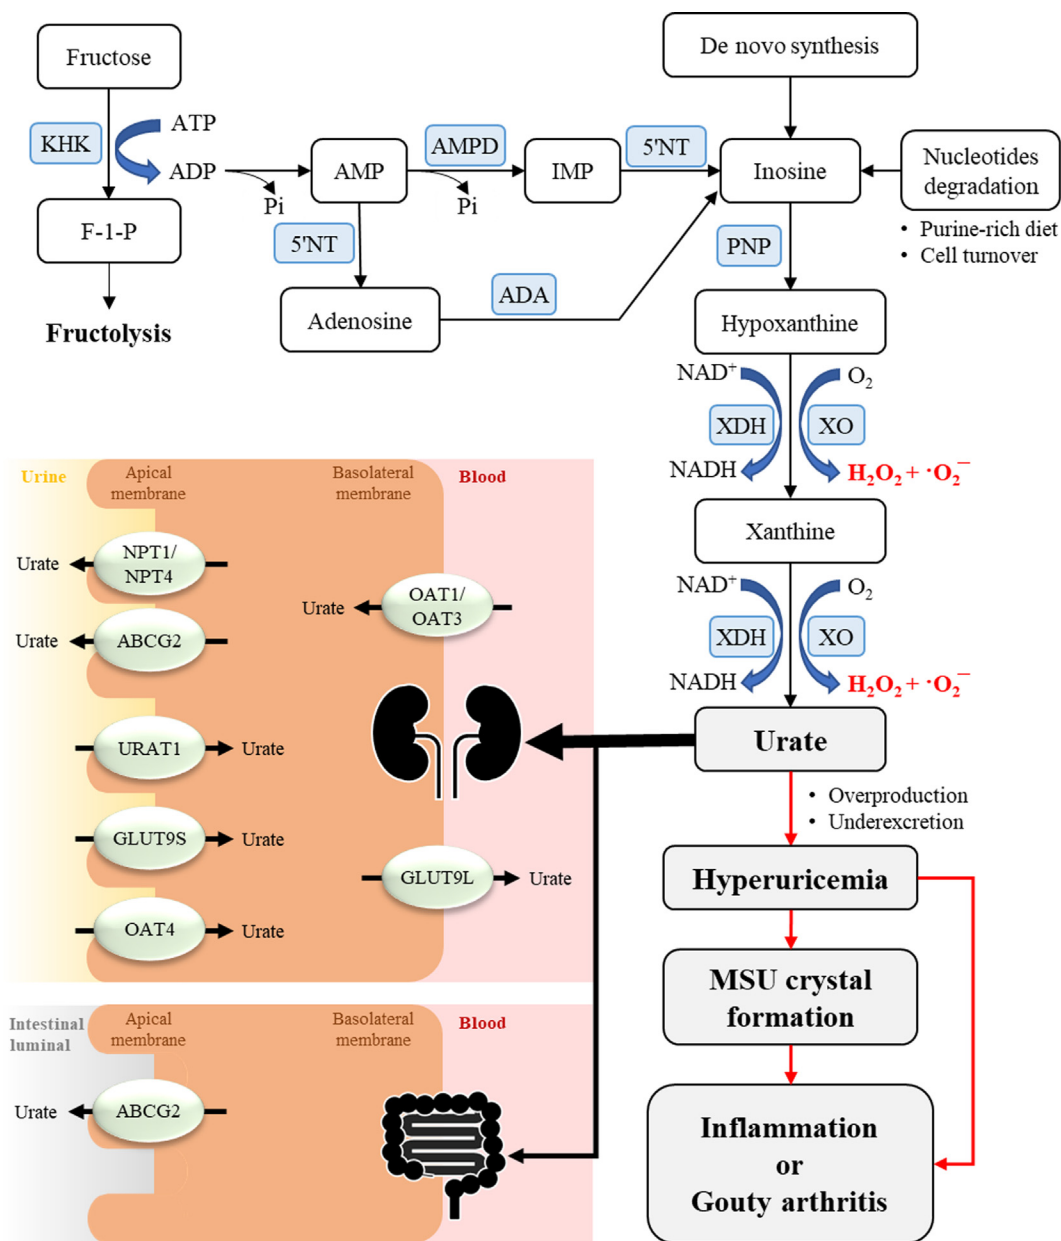 De novo synthesis
Fructose
KHK
ATP
ADP
Pi
AMP
AMPD
Pi
IMP
5'NT
Inosine
Nucleotides
degradation
• Purine-rich diet
• Cell turnover
F-1-P
Fructolysis
5'NT
Adenosine
ADA
PNP
Hypoxanthine
NAD⁺
O₂
XDH
XO
NADH
H₂O₂ + ·O₂⁻
Xanthine
NAD⁺
O₂
XDH
XO
NADH
H₂O₂ + ·O₂⁻
Urate
• Overproduction
• Underexcretion
Hyperuricemia
MSU crystal
formation
Inflammation
or
Gouty arthritis
Urine
Apical
membrane
Basolateral
membrane
Blood
Urate
NPT1/
NPT4
Urate
OAT1/
OAT3
Urate
ABCG2
URAT1
Urate
GLUT9S
Urate
GLUT9L
Urate
OAT4
Urate
Intestinal
luminal
Apical
membrane
Basolateral
membrane
Blood
Urate
ABCG2